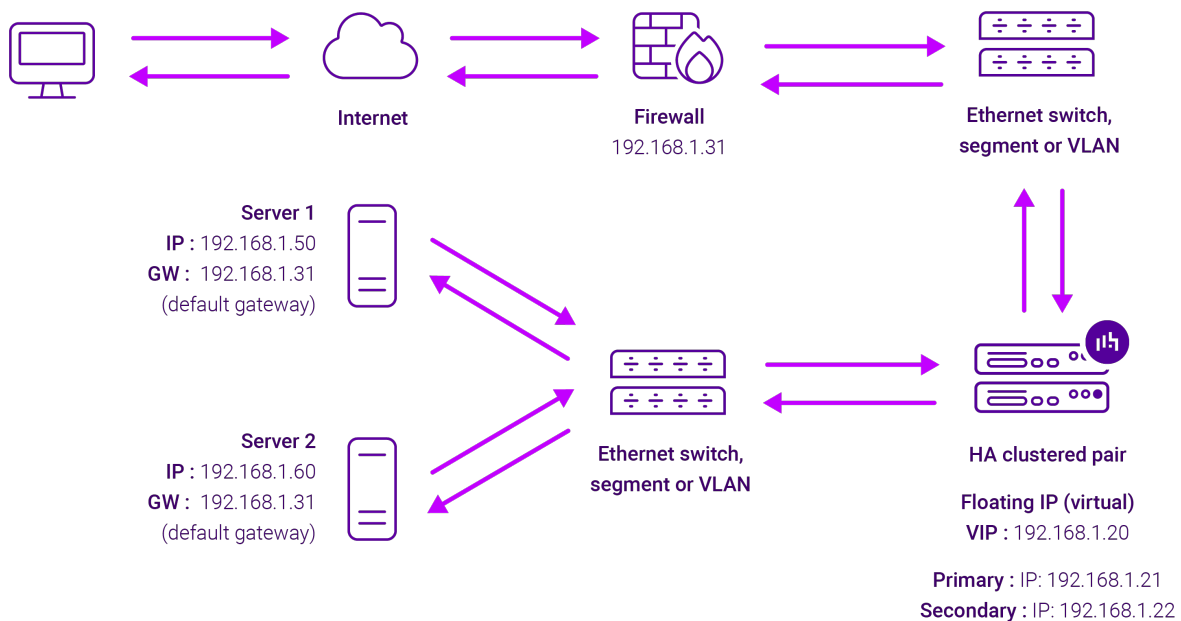 Internet
Firewall
192.168.1.31
Ethernet switch,
segment or VLAN
Server 1
IP : 192.168.1.50
GW : 192.168.1.31
(default gateway)
Server 2
IP : 192.168.1.60
GW : 192.168.1.31
(default gateway)
Ethernet switch,
segment or VLAN
HA clustered pair
Floating IP (virtual)
VIP : 192.168.1.20
Primary : IP: 192.168.1.21
Secondary : IP: 192.168.1.22